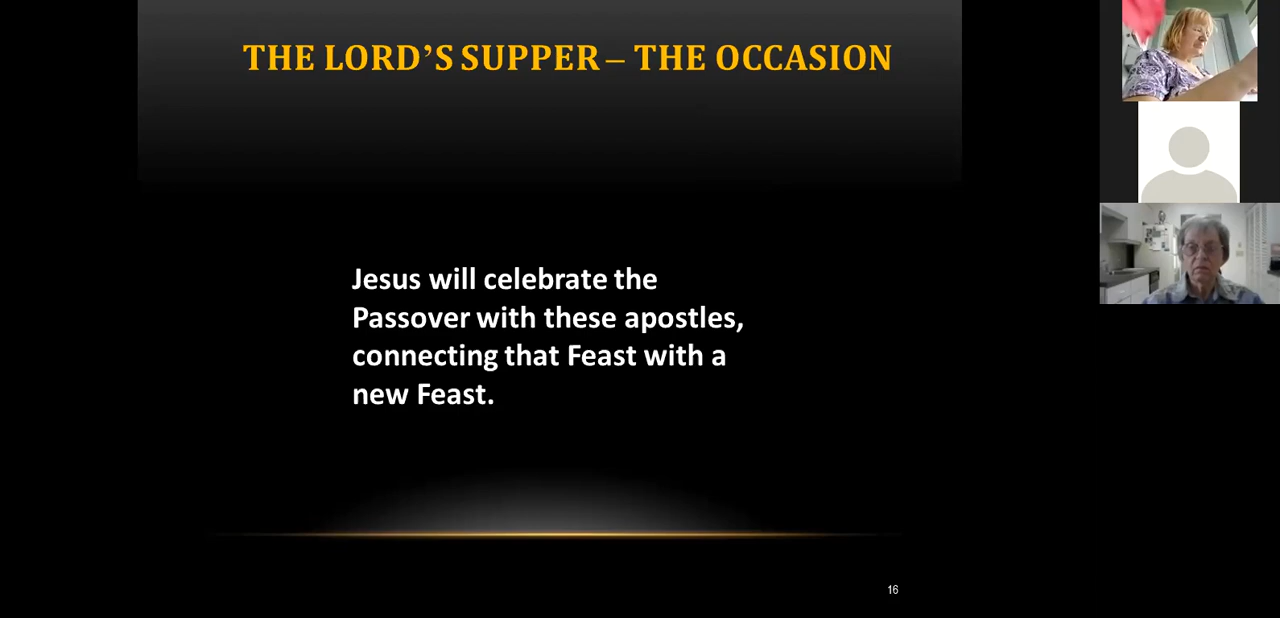 THE LORD’S SUPPER – THE OCCASION
Jesus will celebrate the
Passover with these apostles,
connecting that Feast with a
new Feast.
16